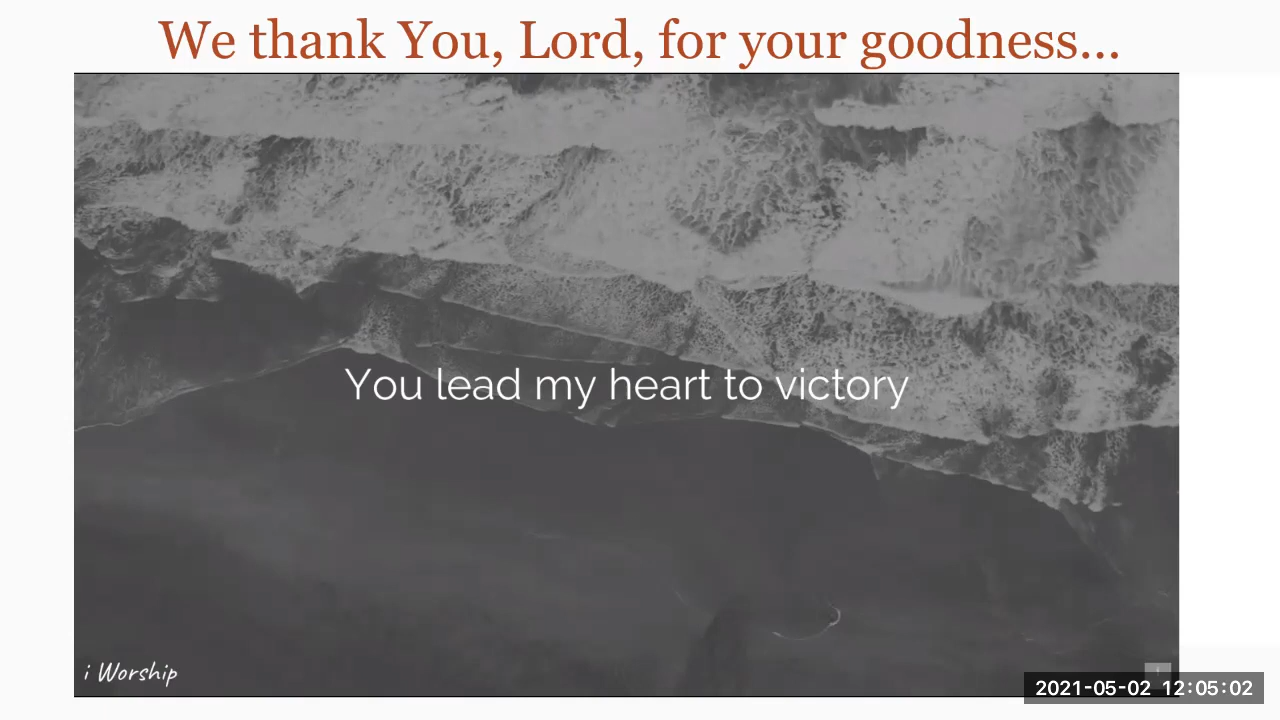 We thank You, Lord, for your goodness...
You lead my heart to victory
i Worship
2021-05-02 12:05:02